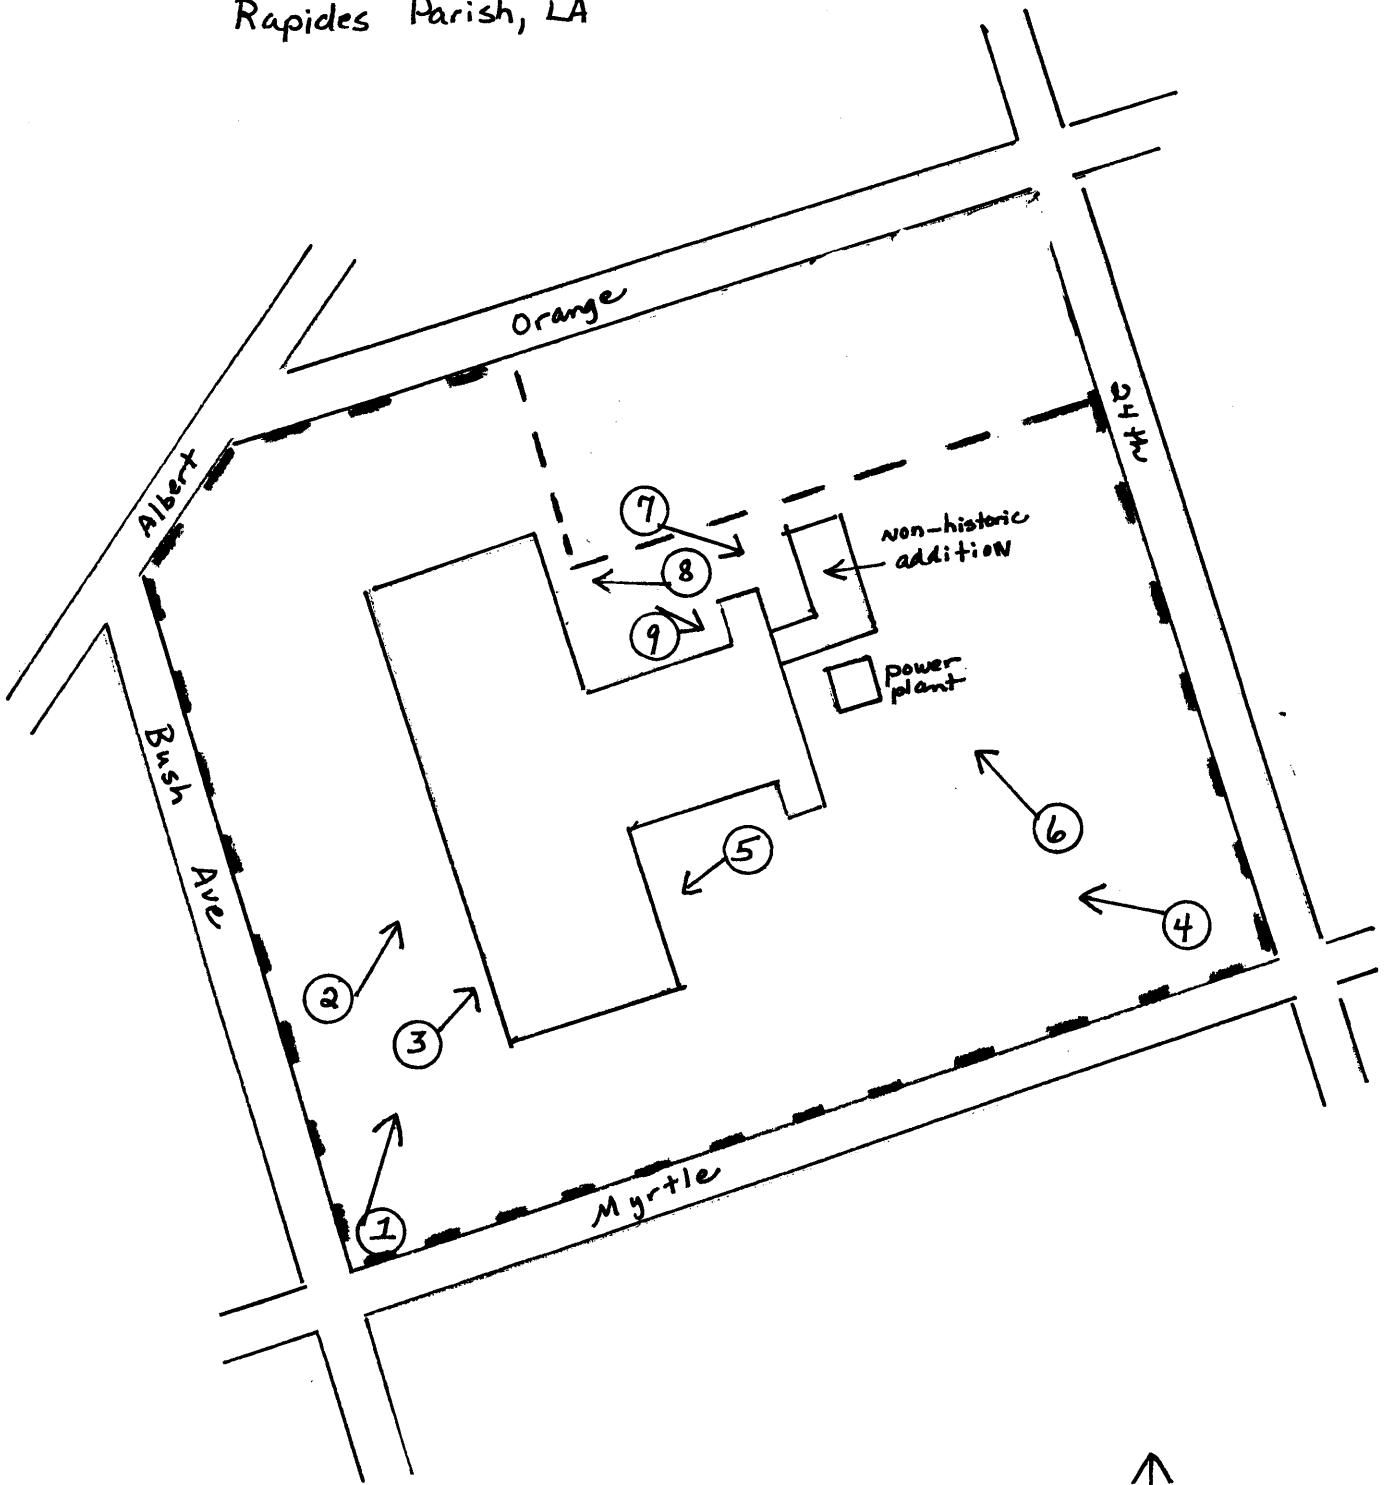 Rapides Parish, LA
Orange
24th
Albert
7
Non-historic
addition
8
9
power
plant
Bush
Ave
6
5
4
2
3
Myrtle
1